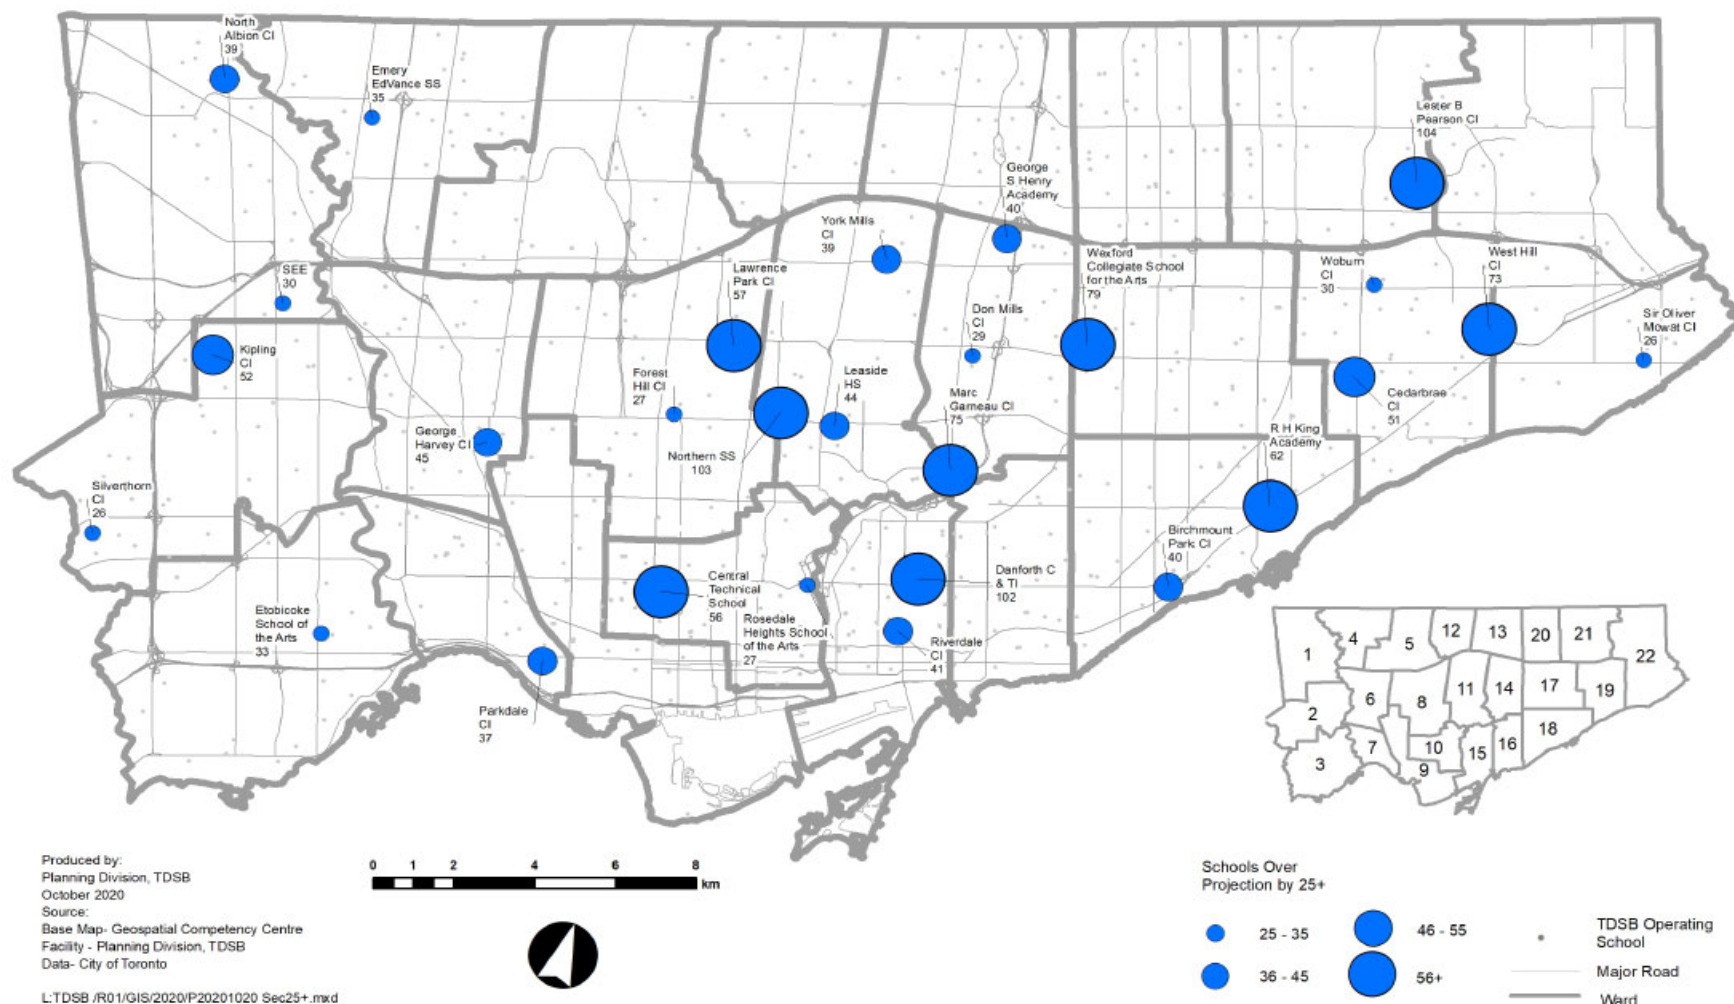 North
Albion CI
39
Emery
EdVance SS
35
Lester B
Pearson CI
104
George
S Henry
Academy
40
York Mills
CI
39
Wexford
Collegiate School
for the Arts
79
Woburn
CI
30
West Hill
CI
73
SEE
30
Lawrence
Park CI
57
Don Mills
CI
29
Sir Oliver
Mowat CI
26
Kipling
CI
52
Forest
Hill CI
27
Leaside
HS
44
Marc
Garneau CI
75
Cedarbrae
CI
51
George
Harvey CI
45
Northern SS
103
R H King
Academy
62
Silverthorn
CI
26
Birchmount
Park CI
40
Central
Technical
School
56
Danforth C
& TI
102
Etobicoke
School of
the Arts
33
Rosedale
Heights School
of the Arts
27
Riverdale
CI
41
Parkdale
CI
37
1
4
5
12
13
20
21
22
2
6
8
11
14
17
19
3
7
10
9
15
16
18
Produced by:
Planning Division, TDSB
October 2020
Source:
Base Map- Geospatial Competency Centre
Facility - Planning Division, TDSB
Data- City of Toronto
L:TDSB /R01/GIS/2020/P20201020 Sec25+.mxd
0 1 2 4 6 8
km
Schools Over
Projection by 25+
25 - 35
36 - 45
46 - 55
56+
TDSB Operating
School
Major Road
Ward